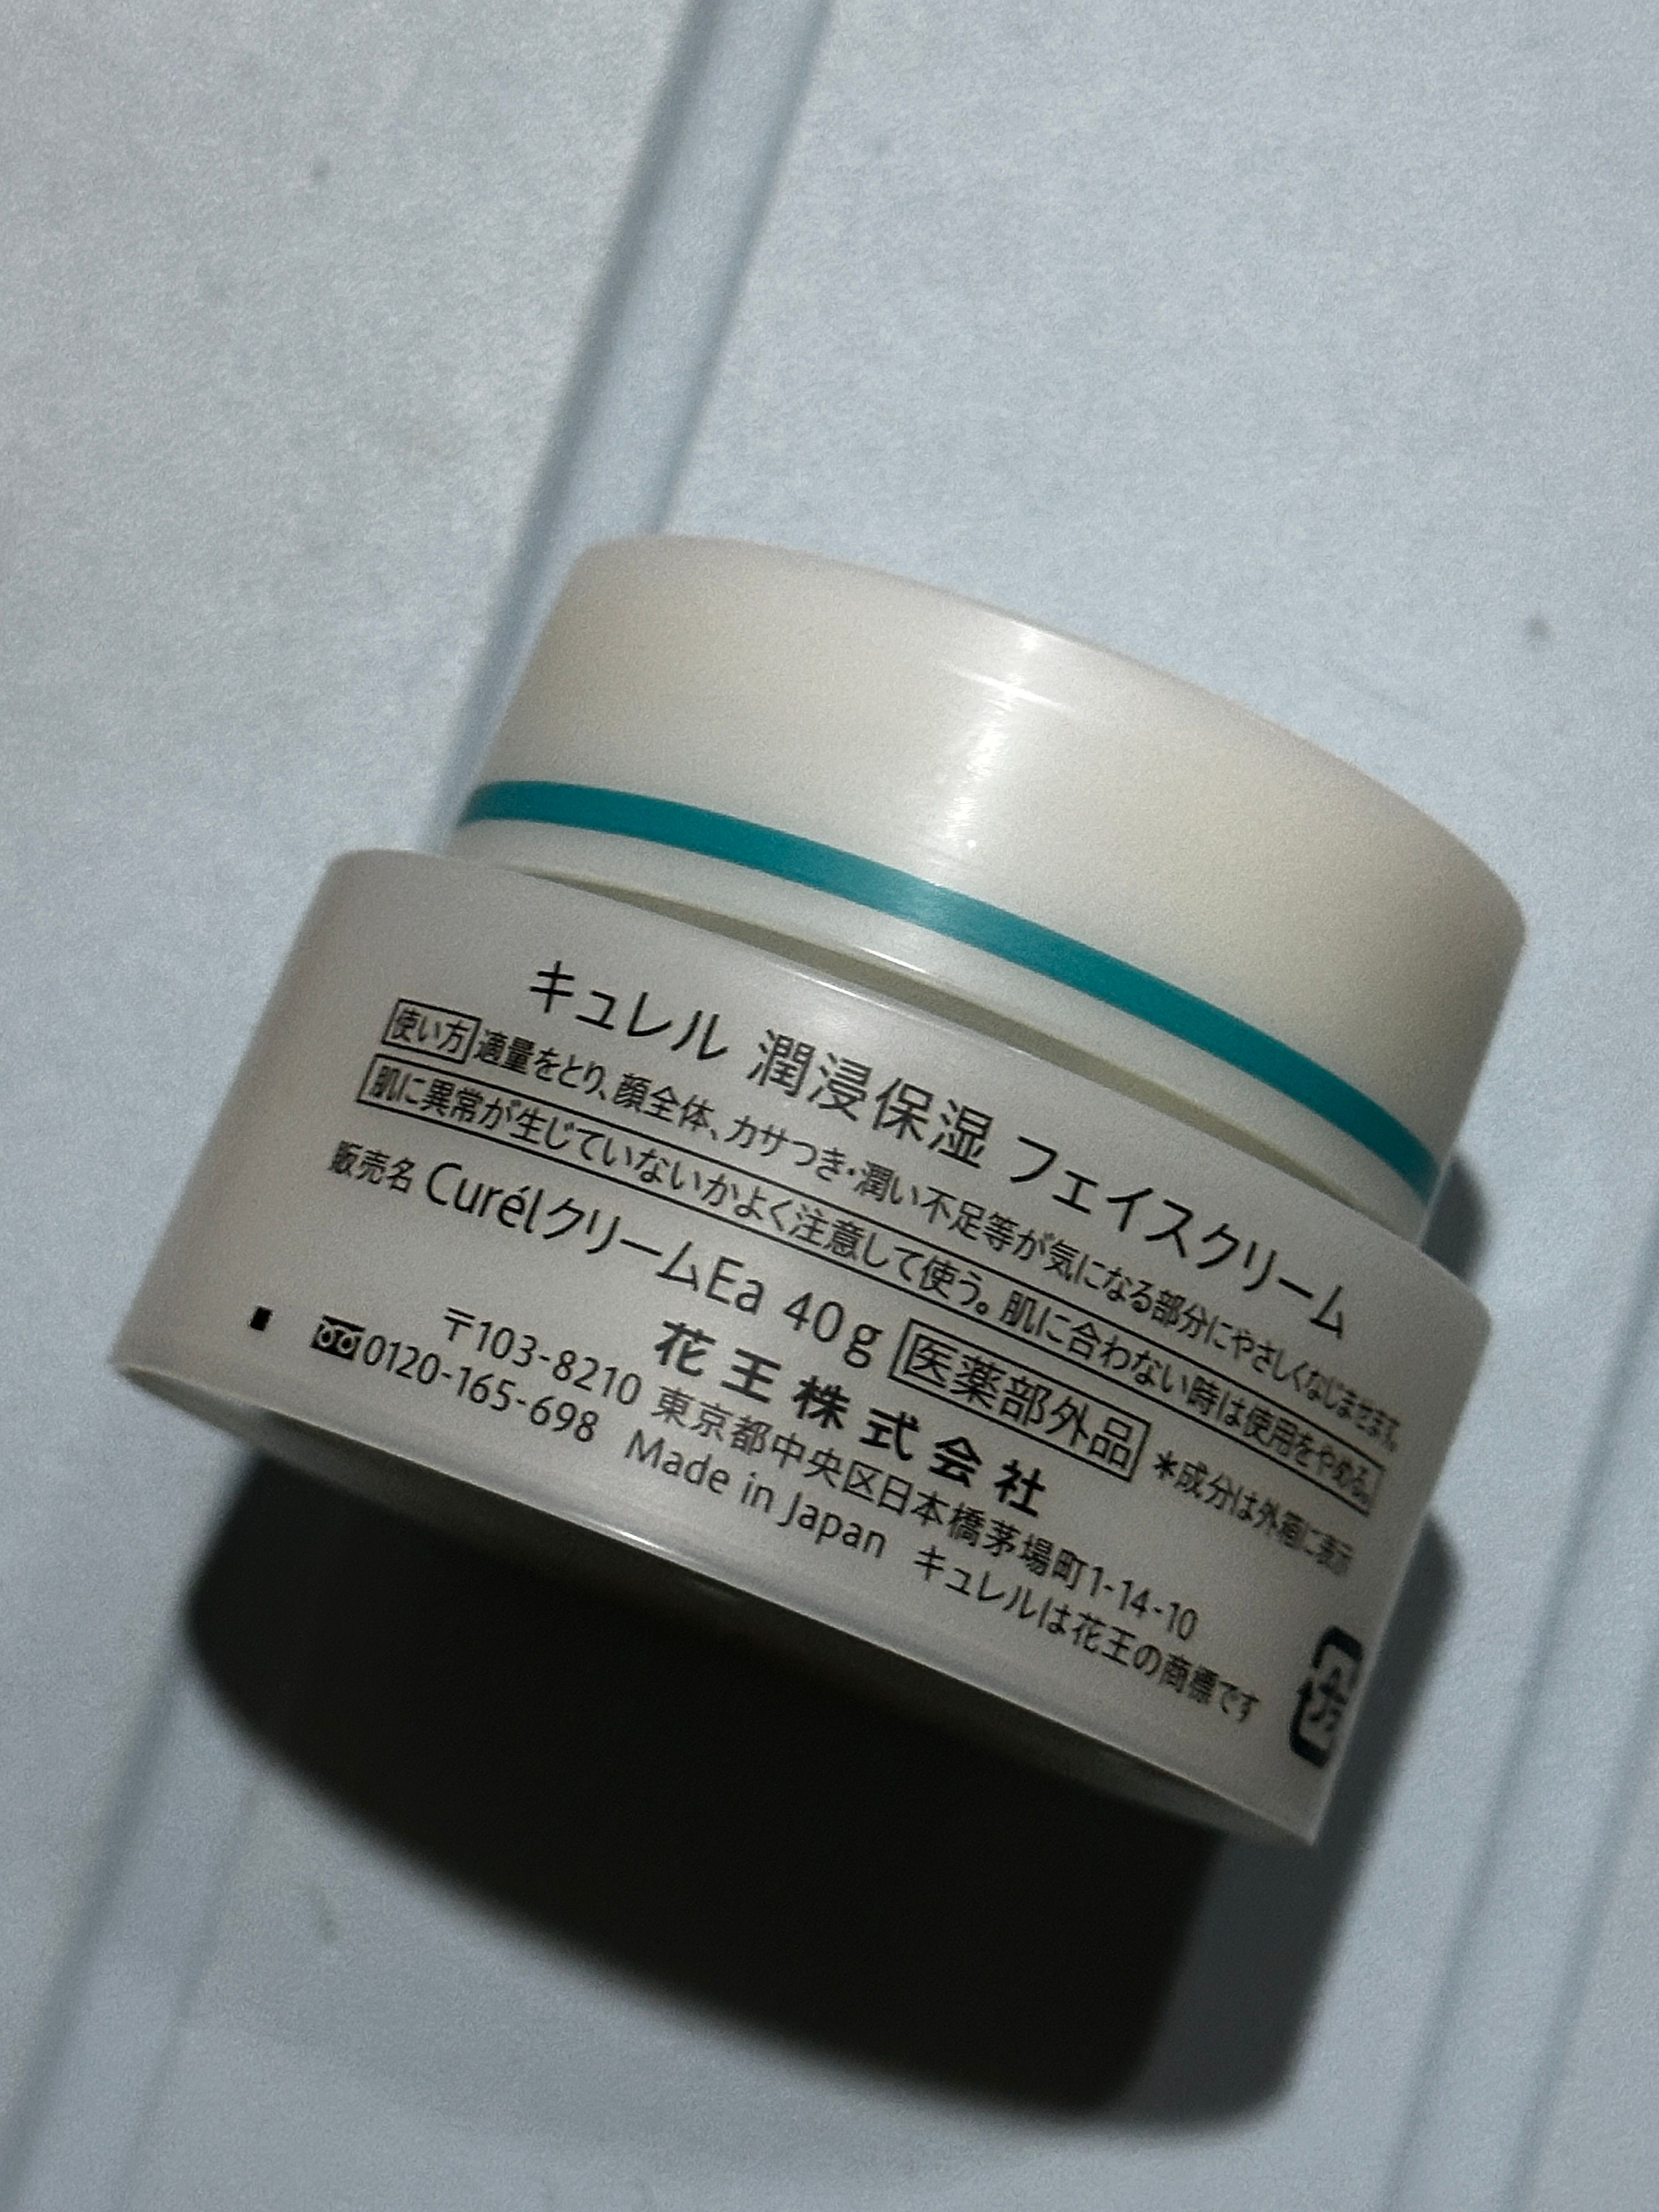 キュレル 潤浸保湿 フェイスクリーム
使い方 適量をとり、顔全体、カサつき・潤い不足等が気になる部分にやさしくなじませます。
肌に異常が生じていないかよく注意して使う。肌に合わない時は使用をやめる。
販売名 CurélクリームEa 40g 医薬部外品 *成分は外箱に表示
花王株式会社
〒103-8210 東京都中央区日本橋茅場町1-14-10
0120-165-698 Made in Japan キュレルは花王の商標です